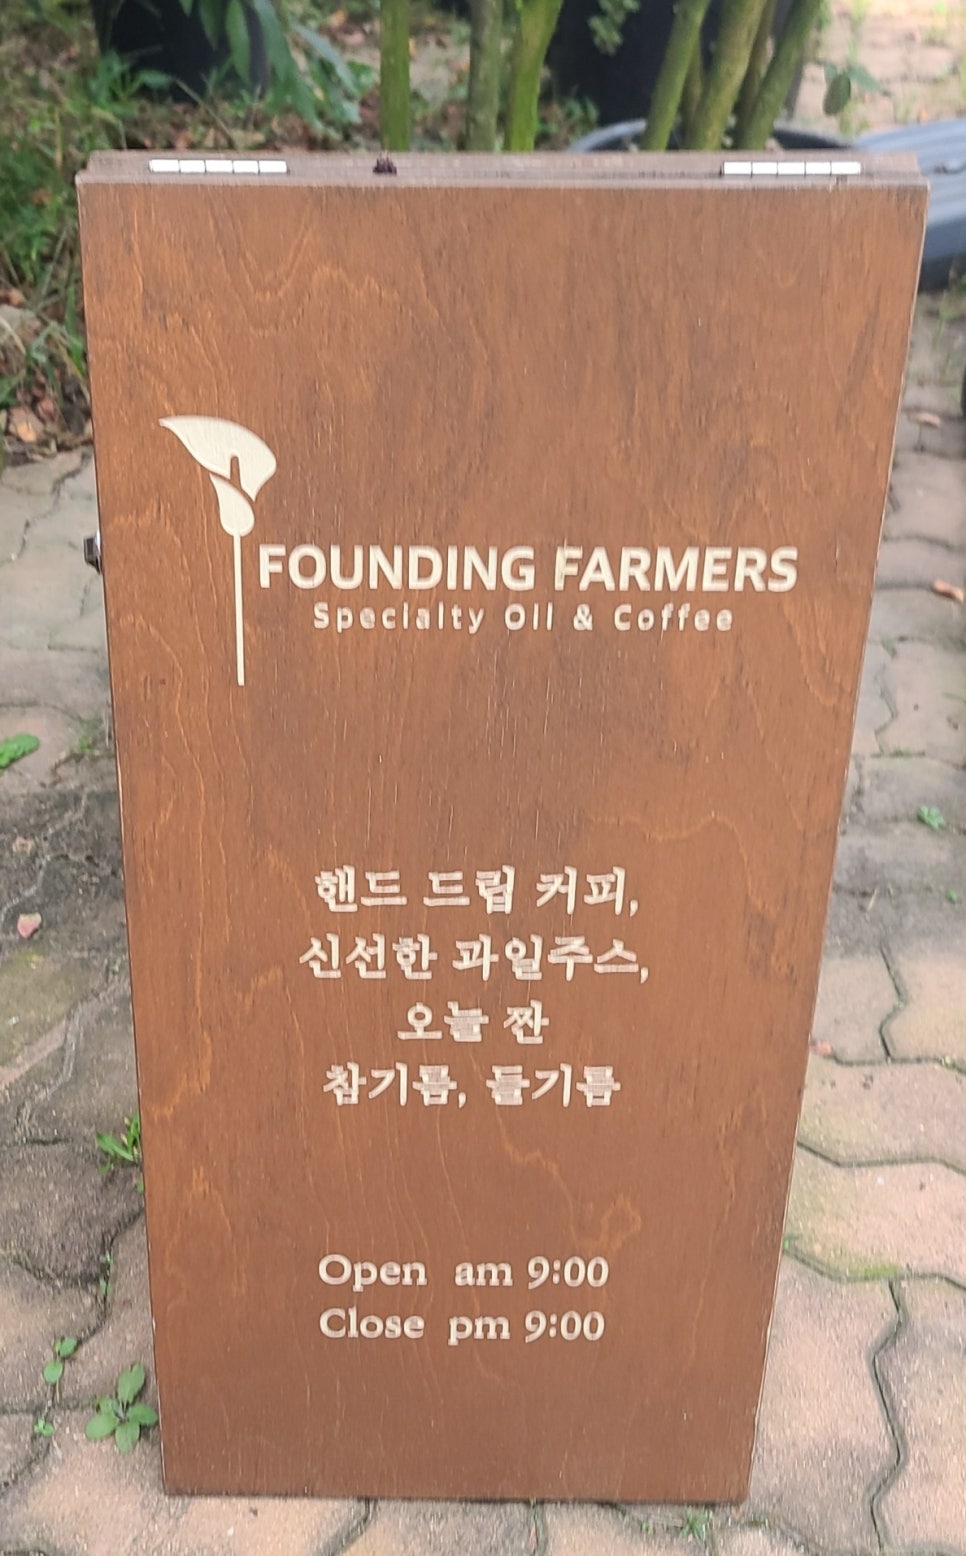 FOUNDING FARMERS
Specialty Oil & Coffee
핸드 드립 커피,
신선한 과일주스,
오늘 짠
참기름, 들기름
Open am 9:00
Close pm 9:00